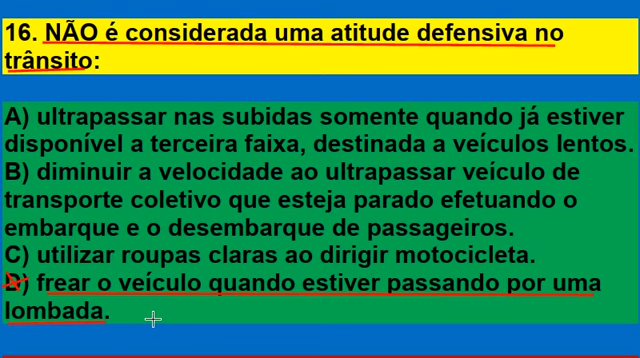 16. NÃO é considerada uma atitude defensiva no
trânsito:
A) ultrapassar nas subidas somente quando já estiver
disponível a terceira faixa, destinada a veículos lentos.
B) diminuir a velocidade ao ultrapassar veículo de
transporte coletivo que esteja parado efetuando o
embarque e o desembarque de passageiros.
C) utilizar roupas claras ao dirigir motocicleta.
D) frear o veículo quando estiver passando por uma
lombada.